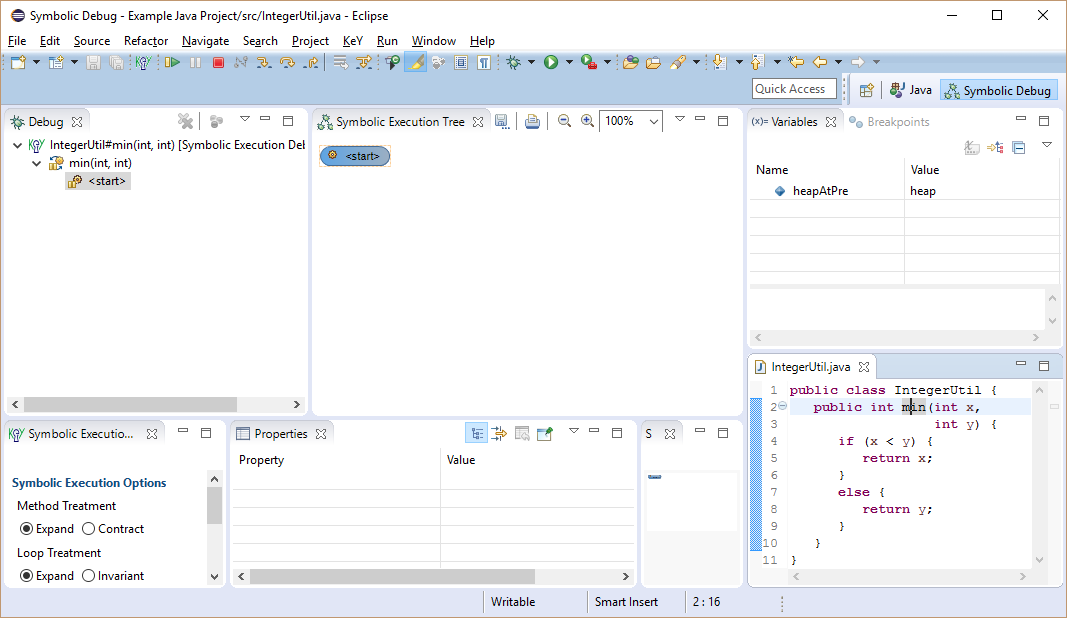 Symbolic Debug - Example Java Project/src/IntegerUtil.java - Eclipse
File Edit Source Refactor Navigate Search Project KeY Run Window Help
Quick Access
Java
Symbolic Debug
Debug
IntegerUtil#min(int, int) [Symbolic Execution Deb
min(int, int)
<start>
Symbolic Execution Tree
100%
<start>
(x)= Variables
Breakpoints
Name Value
heapAtPre heap
IntegerUtil.java
1 public class IntegerUtil {
2 public int min(int x,
3 int y) {
4 if (x < y) {
5 return x;
6 }
7 else {
8 return y;
9 }
10 }
11 }
Symbolic Executio...
Symbolic Execution Options
Method Treatment
Expand Contract
Loop Treatment
Expand Invariant
Properties
Property Value
S
Writable Smart Insert 2 : 16